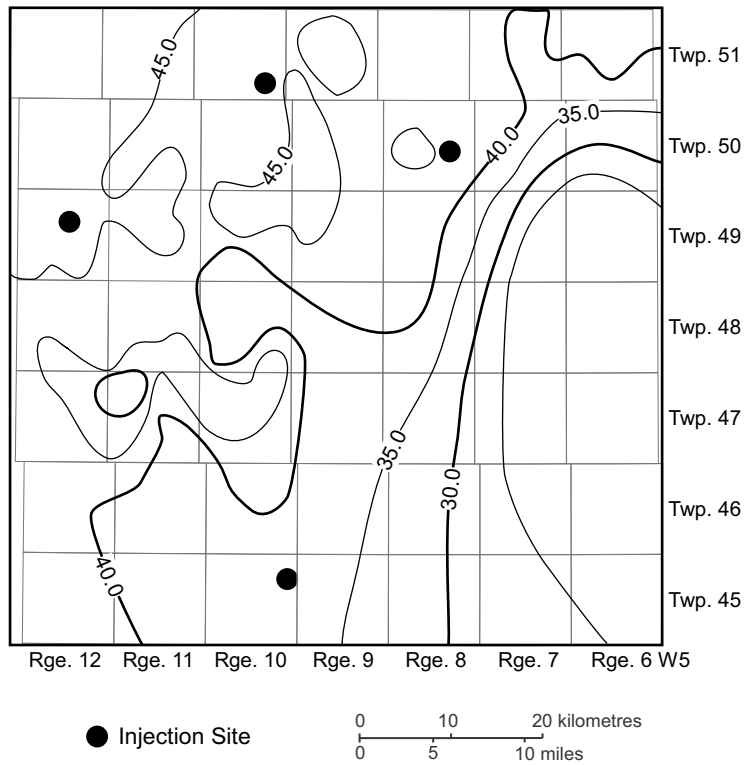 45.0
Twp. 51
35.0
40.0
Twp. 50
45.0
Twp. 49
Twp. 48
Twp. 47
35.0
30.0
Twp. 46
40.0
Twp. 45
Rge. 12 Rge. 11 Rge. 10 Rge. 9 Rge. 8 Rge. 7 Rge. 6 W5
Injection Site
0 10 20 kilometres
0 5 10 miles